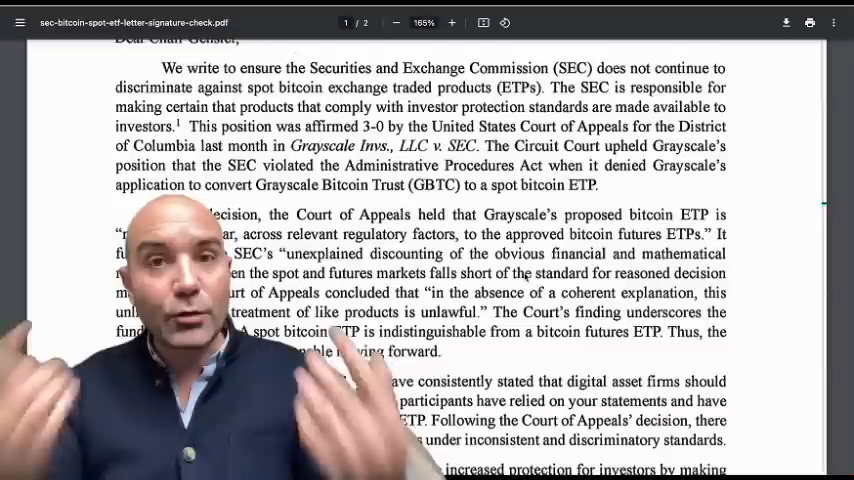 sec-bitcoin-spot-etf-letter-signature-check.pdf
1 / 2
165%
Dear Chair Gensler,
We write to ensure the Securities and Exchange Commission (SEC) does not continue to
discriminate against spot bitcoin exchange traded products (ETPs). The SEC is responsible for
making certain that products that comply with investor protection standards are made available to
investors.1 This position was affirmed 3-0 by the United States Court of Appeals for the District
of Columbia last month in Grayscale Invs., LLC v. SEC. The Circuit Court upheld Grayscale's
position that the SEC violated the Administrative Procedures Act when it denied Grayscale's
application to convert Grayscale Bitcoin Trust (GBTC) to a spot bitcoin ETP.
decision, the Court of Appeals held that Grayscale's proposed bitcoin ETP is
across relevant regulatory factors, to the approved bitcoin futures ETPs." It
SEC's "unexplained discounting of the obvious financial and mathematical
the spot and futures markets falls short of the standard for reasoned decision
of Appeals concluded that "in the absence of a coherent explanation, this
treatment of like products is unlawful." The Court's finding underscores the
A spot bitcoin ETP is indistinguishable from a bitcoin futures ETP. Thus, the
moving forward.
have consistently stated that digital asset firms should
participants have relied on your statements and have
ETP. Following the Court of Appeals' decision, there
under inconsistent and discriminatory standards.
increased protection for investors by making